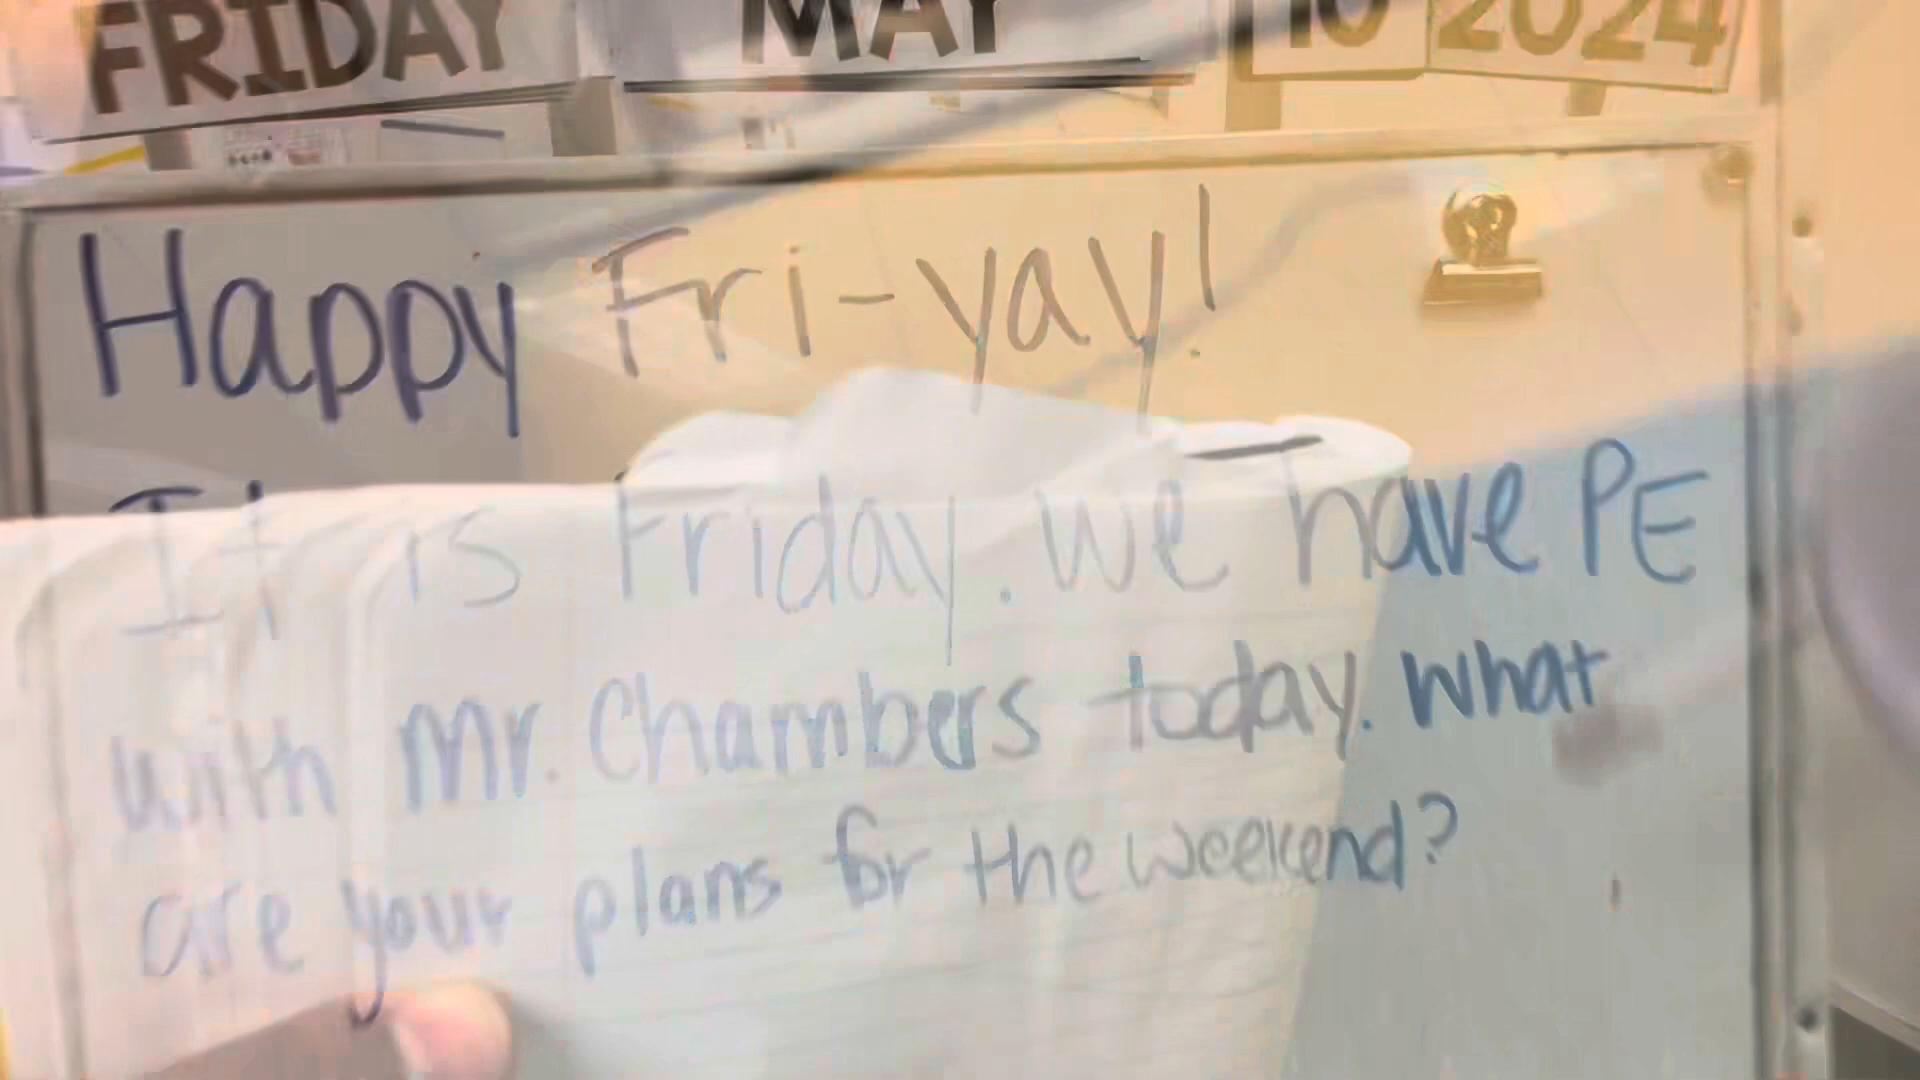 FRIDAY MAY 10 2024
Happy Fri-yay!
It is Friday. We have PE
with Mr. Chambers today. What
are your plans for the weekend?